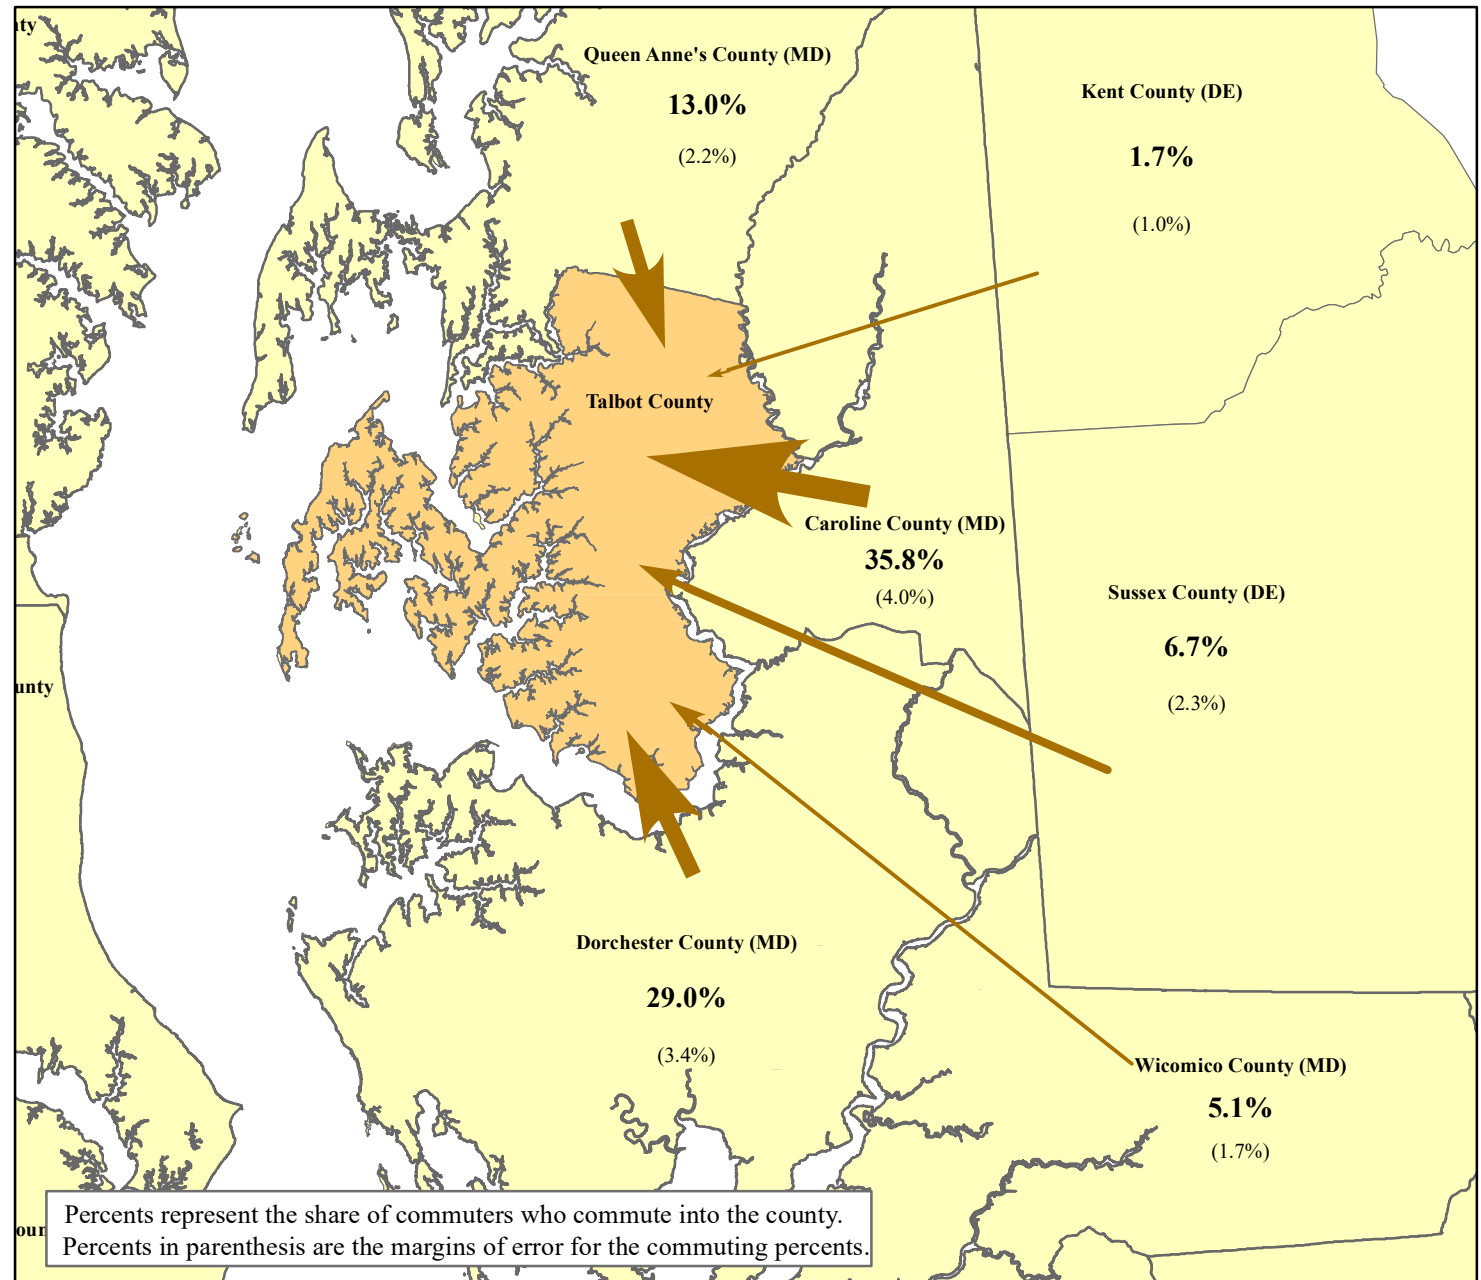 Queen Anne's County (MD)
13.0%
(2.2%)
Kent County (DE)
1.7%
(1.0%)
Talbot County
Caroline County (MD)
35.8%
(4.0%)
Sussex County (DE)
6.7%
(2.3%)
unty
Dorchester County (MD)
29.0%
(3.4%)
Wicomico County (MD)
5.1%
(1.7%)
Percents represent the share of commuters who commute into the county.
Percents in parenthesis are the margins of error for the commuting percents.
oun